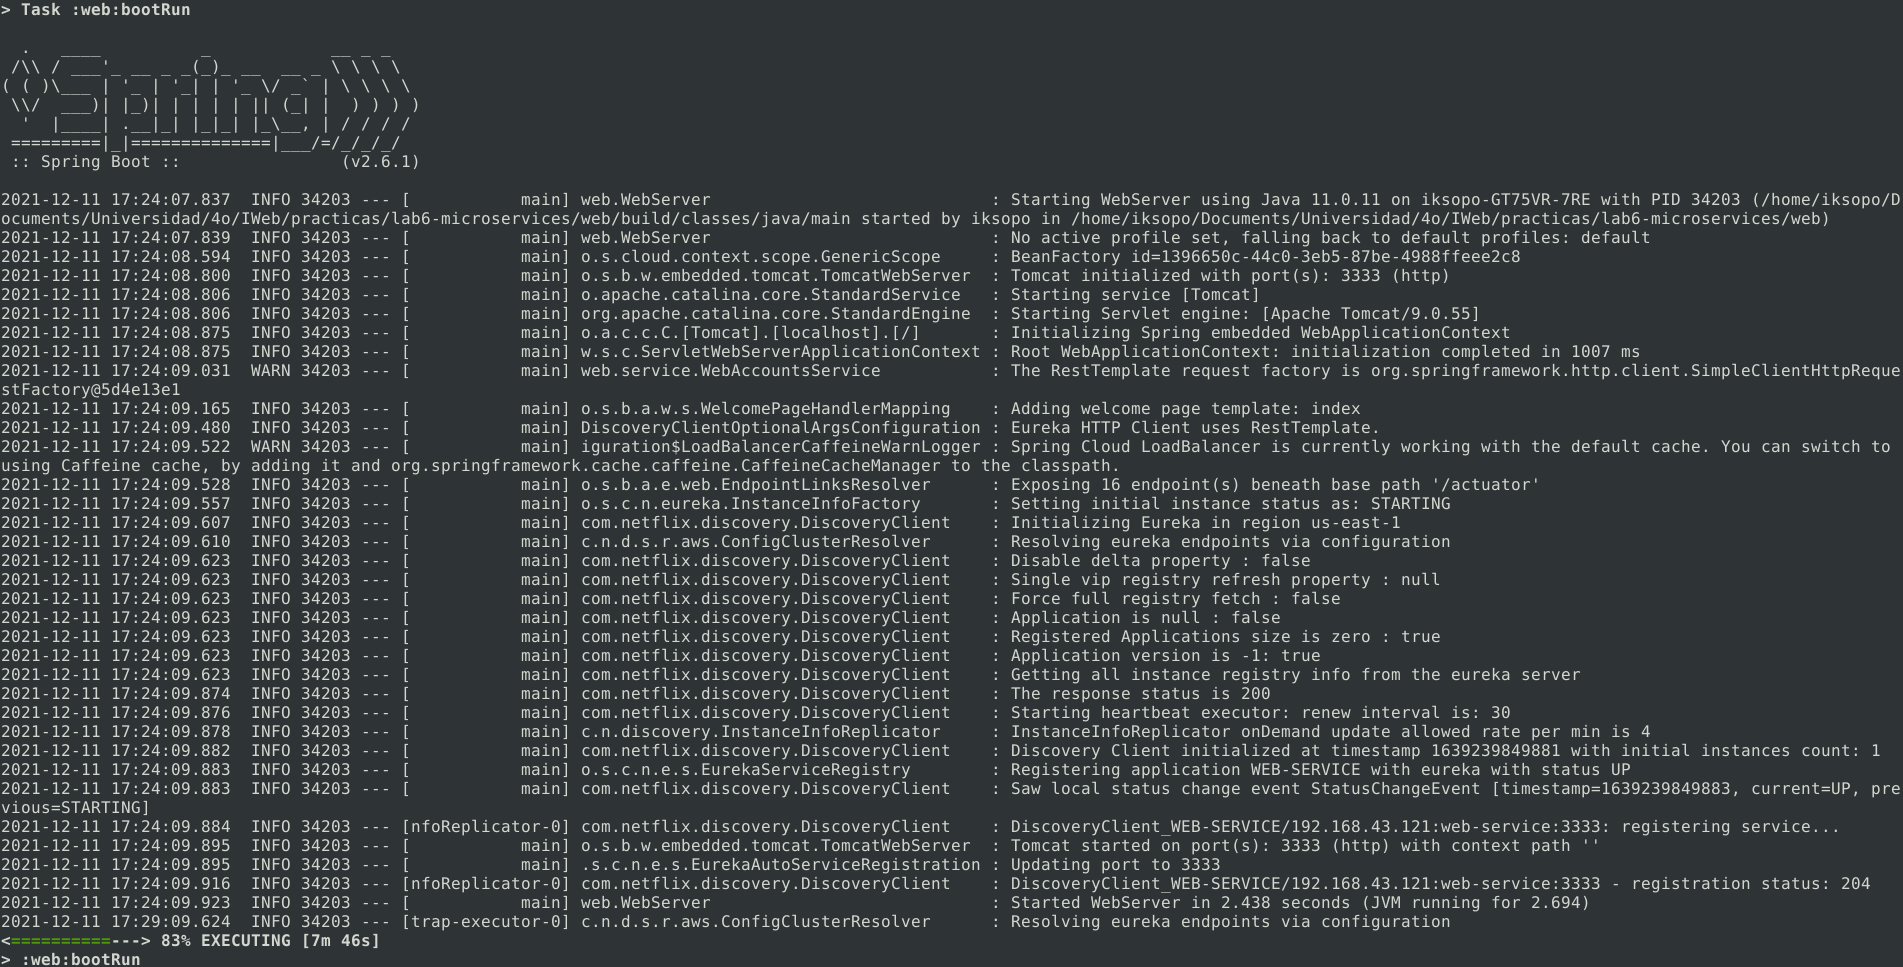 > Task :web:bootRun
  .   ____          _            __ _ _
 /\\ / ___'_ __ _ _(_)_ __  __ _ \ \ \ \
( ( )\___ | '_ | '_| | '_ \/ _` | \ \ \ \
 \\/  ___)| |_)| | | | | || (_| |  ) ) ) )
  '  |____| .__|_| |_|_| |_\__, | / / / /
 =========|_|==============|___/=/_/_/_/
 :: Spring Boot ::                (v2.6.1)
2021-12-11 17:24:07.837  INFO 34203 --- [           main] web.WebServer                            : Starting WebServer using Java 11.0.11 on iksopo-GT75VR-7RE with PID 34203 (/home/iksopo/D
ocuments/Universidad/4o/IWeb/practicas/lab6-microservices/web/build/classes/java/main started by iksopo in /home/iksopo/Documents/Universidad/4o/IWeb/practicas/lab6-microservices/web)
2021-12-11 17:24:07.839  INFO 34203 --- [           main] web.WebServer                            : No active profile set, falling back to default profiles: default
2021-12-11 17:24:08.594  INFO 34203 --- [           main] o.s.cloud.context.scope.GenericScope     : BeanFactory id=1396650c-44c0-3eb5-87be-4988ffeee2c8
2021-12-11 17:24:08.800  INFO 34203 --- [           main] o.s.b.w.embedded.tomcat.TomcatWebServer  : Tomcat initialized with port(s): 3333 (http)
2021-12-11 17:24:08.806  INFO 34203 --- [           main] o.apache.catalina.core.StandardService   : Starting service [Tomcat]
2021-12-11 17:24:08.806  INFO 34203 --- [           main] org.apache.catalina.core.StandardEngine  : Starting Servlet engine: [Apache Tomcat/9.0.55]
2021-12-11 17:24:08.875  INFO 34203 --- [           main] o.a.c.c.C.[Tomcat].[localhost].[/]       : Initializing Spring embedded WebApplicationContext
2021-12-11 17:24:08.875  INFO 34203 --- [           main] w.s.c.ServletWebServerApplicationContext : Root WebApplicationContext: initialization completed in 1007 ms
2021-12-11 17:24:09.031  WARN 34203 --- [           main] web.service.WebAccountsService           : The RestTemplate request factory is org.springframework.http.client.SimpleClientHttpReque
stFactory@5d4e13e1
2021-12-11 17:24:09.165  INFO 34203 --- [           main] o.s.b.a.w.s.WelcomePageHandlerMapping    : Adding welcome page template: index
2021-12-11 17:24:09.480  INFO 34203 --- [           main] DiscoveryClientOptionalArgsConfiguration : Eureka HTTP Client uses RestTemplate.
2021-12-11 17:24:09.522  WARN 34203 --- [           main] iguration$LoadBalancerCaffeineWarnLogger : Spring Cloud LoadBalancer is currently working with the default cache. You can switch to
using Caffeine cache, by adding it and org.springframework.cache.caffeine.CaffeineCacheManager to the classpath.
2021-12-11 17:24:09.528  INFO 34203 --- [           main] o.s.b.a.e.web.EndpointLinksResolver      : Exposing 16 endpoint(s) beneath base path '/actuator'
2021-12-11 17:24:09.557  INFO 34203 --- [           main] o.s.c.n.eureka.InstanceInfoFactory       : Setting initial instance status as: STARTING
2021-12-11 17:24:09.607  INFO 34203 --- [           main] com.netflix.discovery.DiscoveryClient    : Initializing Eureka in region us-east-1
2021-12-11 17:24:09.610  INFO 34203 --- [           main] c.n.d.s.r.aws.ConfigClusterResolver      : Resolving eureka endpoints via configuration
2021-12-11 17:24:09.623  INFO 34203 --- [           main] com.netflix.discovery.DiscoveryClient    : Disable delta property : false
2021-12-11 17:24:09.623  INFO 34203 --- [           main] com.netflix.discovery.DiscoveryClient    : Single vip registry refresh property : null
2021-12-11 17:24:09.623  INFO 34203 --- [           main] com.netflix.discovery.DiscoveryClient    : Force full registry fetch : false
2021-12-11 17:24:09.623  INFO 34203 --- [           main] com.netflix.discovery.DiscoveryClient    : Application is null : false
2021-12-11 17:24:09.623  INFO 34203 --- [           main] com.netflix.discovery.DiscoveryClient    : Registered Applications size is zero : true
2021-12-11 17:24:09.623  INFO 34203 --- [           main] com.netflix.discovery.DiscoveryClient    : Application version is -1: true
2021-12-11 17:24:09.623  INFO 34203 --- [           main] com.netflix.discovery.DiscoveryClient    : Getting all instance registry info from the eureka server
2021-12-11 17:24:09.874  INFO 34203 --- [           main] com.netflix.discovery.DiscoveryClient    : The response status is 200
2021-12-11 17:24:09.876  INFO 34203 --- [           main] com.netflix.discovery.DiscoveryClient    : Starting heartbeat executor: renew interval is: 30
2021-12-11 17:24:09.878  INFO 34203 --- [           main] c.n.discovery.InstanceInfoReplicator     : InstanceInfoReplicator onDemand update allowed rate per min is 4
2021-12-11 17:24:09.882  INFO 34203 --- [           main] com.netflix.discovery.DiscoveryClient    : Discovery Client initialized at timestamp 1639239849881 with initial instances count: 1
2021-12-11 17:24:09.883  INFO 34203 --- [           main] o.s.c.n.e.s.EurekaServiceRegistry        : Registering application WEB-SERVICE with eureka with status UP
2021-12-11 17:24:09.883  INFO 34203 --- [           main] com.netflix.discovery.DiscoveryClient    : Saw local status change event StatusChangeEvent [timestamp=1639239849883, current=UP, pre
vious=STARTING]
2021-12-11 17:24:09.884  INFO 34203 --- [nfoReplicator-0] com.netflix.discovery.DiscoveryClient    : DiscoveryClient_WEB-SERVICE/192.168.43.121:web-service:3333: registering service...
2021-12-11 17:24:09.895  INFO 34203 --- [           main] o.s.b.w.embedded.tomcat.TomcatWebServer  : Tomcat started on port(s): 3333 (http) with context path ''
2021-12-11 17:24:09.895  INFO 34203 --- [           main] .s.c.n.e.s.EurekaAutoServiceRegistration : Updating port to 3333
2021-12-11 17:24:09.916  INFO 34203 --- [nfoReplicator-0] com.netflix.discovery.DiscoveryClient    : DiscoveryClient_WEB-SERVICE/192.168.43.121:web-service:3333 - registration status: 204
2021-12-11 17:24:09.923  INFO 34203 --- [           main] web.WebServer                            : Started WebServer in 2.438 seconds (JVM running for 2.694)
2021-12-11 17:29:09.624  INFO 34203 --- [trap-executor-0] c.n.d.s.r.aws.ConfigClusterResolver      : Resolving eureka endpoints via configuration
<==========---> 83% EXECUTING [7m 46s]
> :web:bootRun